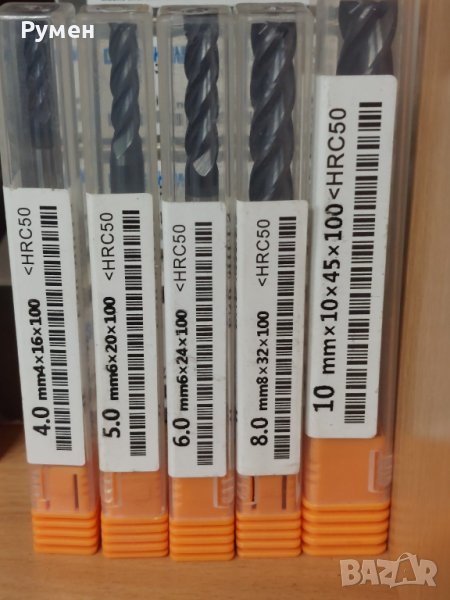 Румен
4.0 mm4×16×100 <HRC50
5.0 mm6×20×100 <HRC50
6.0 mm6×24×100 <HRC50
8.0 mm8×32×100 <HRC50
10 mm×10×45×100 <HRC50
BAZAR